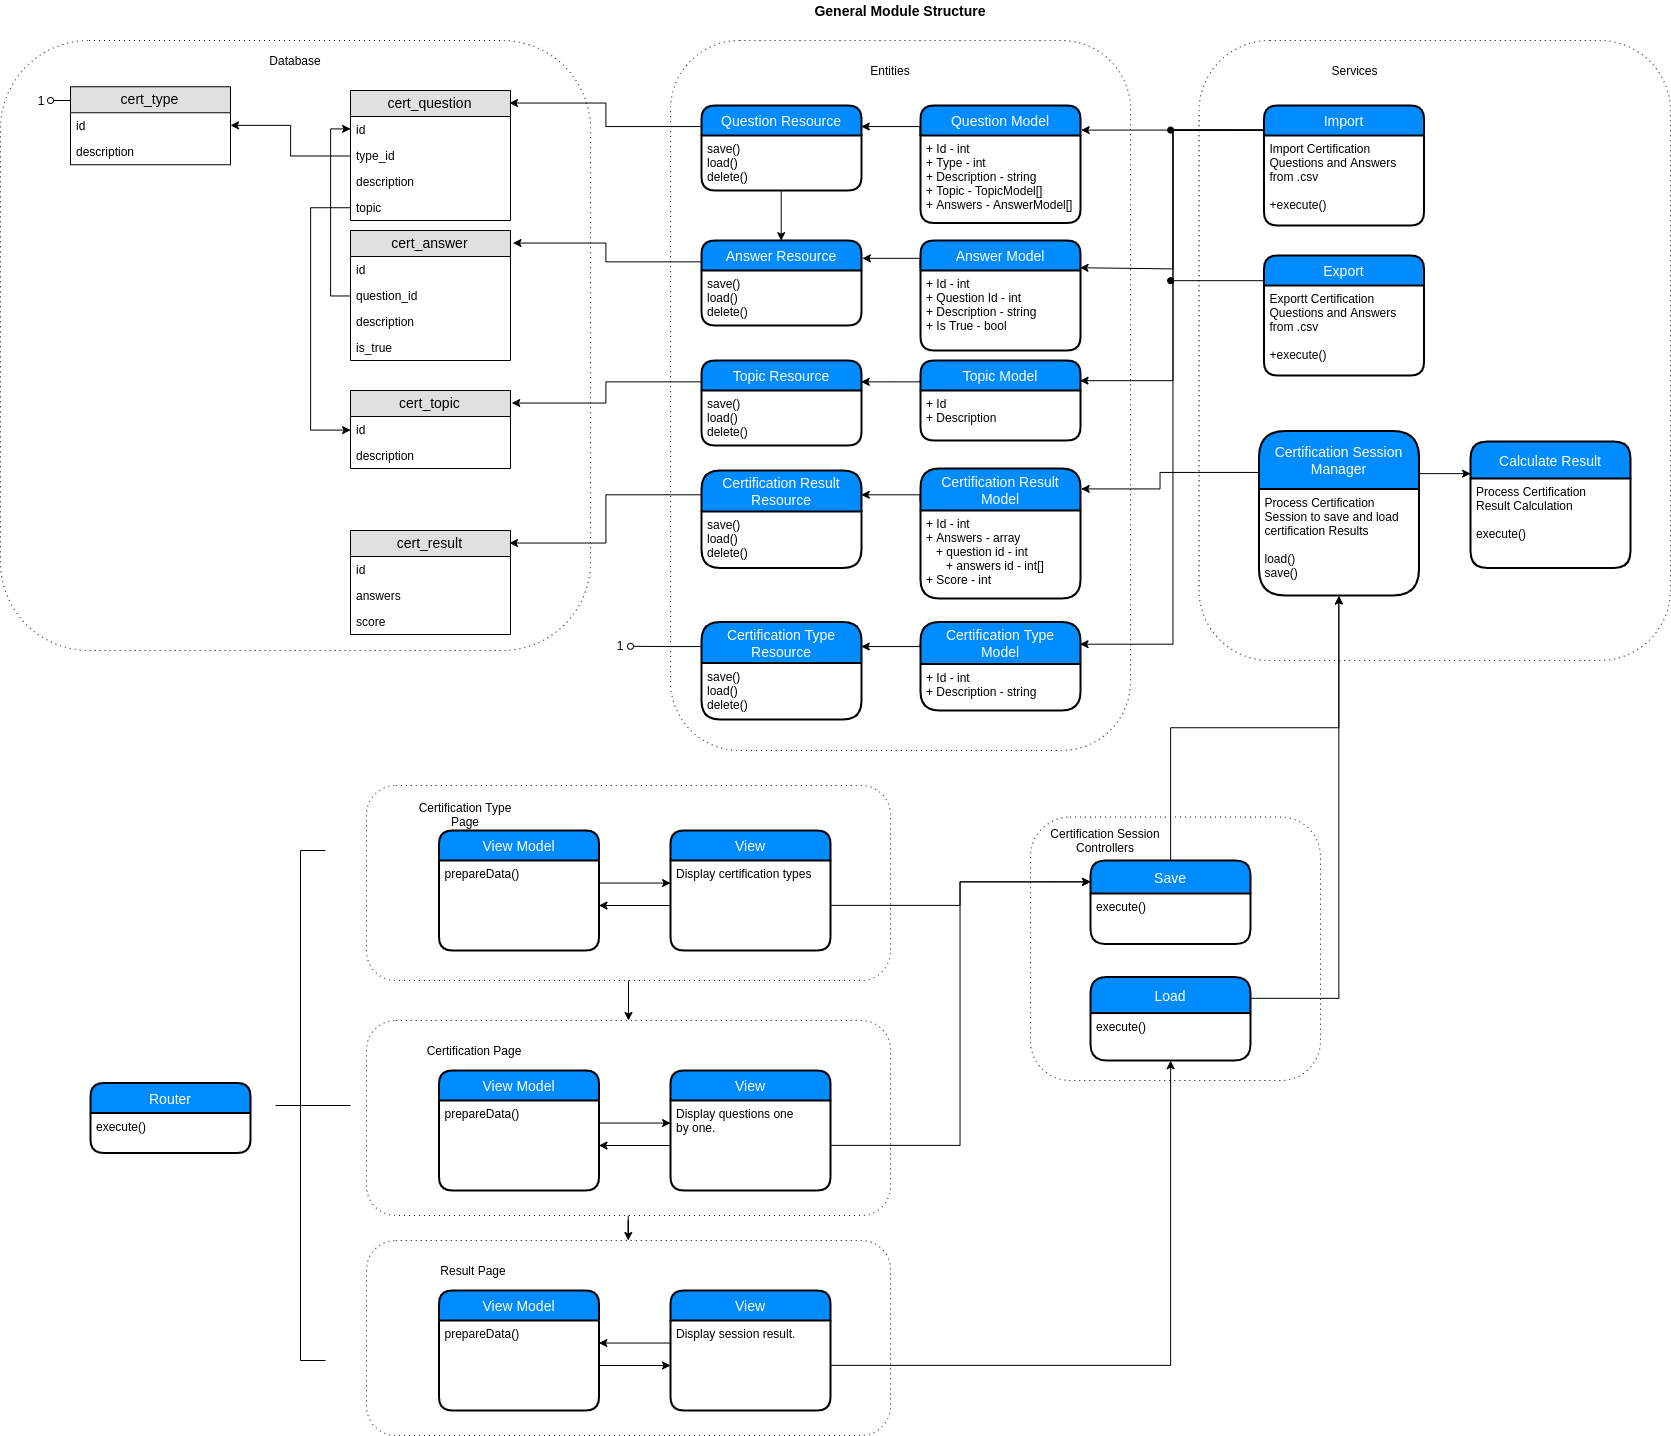 General Module Structure
Database
1
cert_type
id
description
cert_question
id
type_id
description
topic
cert_answer
id
question_id
description
is_true
cert_topic
id
description
cert_result
id
answers
score
Entities
Question Resource
save()
load()
delete()
Question Model
+ Id - int
+ Type - int
+ Description - string
+ Topic - TopicModel[]
+ Answers - AnswerModel[]
Answer Resource
save()
load()
delete()
Answer Model
+ Id - int
+ Question Id - int
+ Description - string
+ Is True - bool
Topic Resource
save()
load()
delete()
Topic Model
+ Id
+ Description
Certification Result
Resource
save()
load()
delete()
Certification Result
Model
+ Id - int
+ Answers - array
+ question id - int
+ answers id - int[]
+ Score - int
1
Certification Type
Resource
save()
load()
delete()
Certification Type
Model
+ Id - int
+ Description - string
Services
Import
Import Certification
Questions and Answers
from .csv
+execute()
Export
Exportt Certification
Questions and Answers
from .csv
+execute()
Certification Session
Manager
Process Certification
Session to save and load
certification Results
load()
save()
Calculate Result
Process Certification
Result Calculation
execute()
Certification Type
Page
View Model
prepareData()
View
Display certification types
Certification Session
Controllers
Save
execute()
Load
execute()
Certification Page
View Model
prepareData()
View
Display questions one
by one.
Router
execute()
Result Page
View Model
prepareData()
View
Display session result.